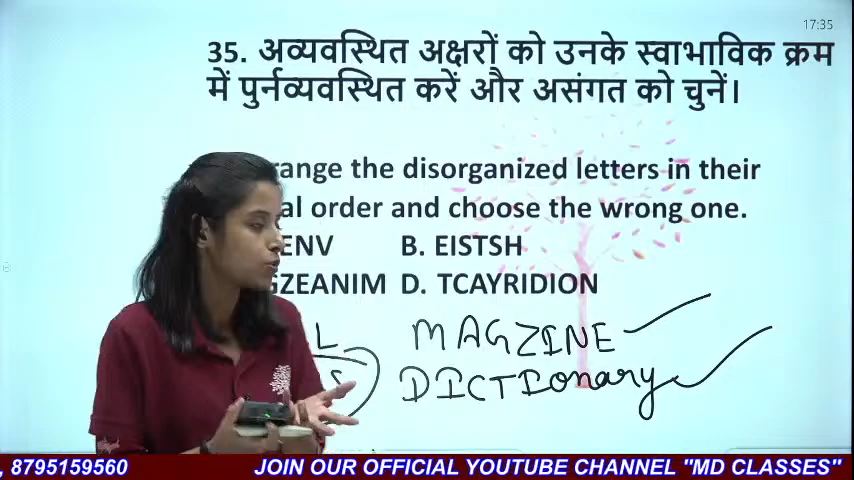 17:35
35. अव्यवस्थित अक्षरों को उनके स्वाभाविक क्रम
में पुर्नव्यवस्थित करें और असंगत को चुनें।
range the disorganized letters in their
al order and choose the wrong one.
ENV B. EISTSH
GZEANIM D. TCAYRIDION
L MAGZINE
DICTIonary
, 8795159560 JOIN OUR OFFICIAL YOUTUBE CHANNEL "MD CLASSES"